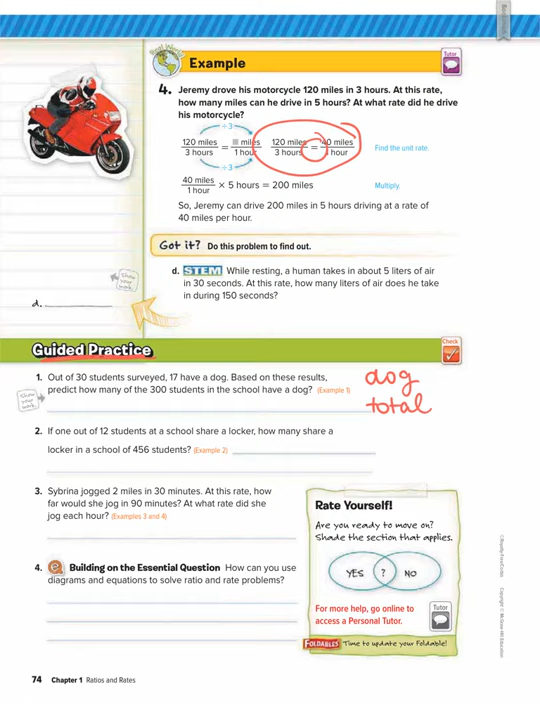 Real World
Example
Tutor
4. Jeremy drove his motorcycle 120 miles in 3 hours. At this rate,
how many miles can he drive in 5 hours? At what rate did he drive
his motorcycle?
÷3
120 miles / 3 hours = ■ miles / 1 hour 120 miles / 3 hours = 40 miles / 1 hour Find the unit rate.
÷3
40 miles / 1 hour × 5 hours = 200 miles Multiply.
So, Jeremy can drive 200 miles in 5 hours driving at a rate of
40 miles per hour.
Got it? Do this problem to find out.
Show your work.
d. STEM While resting, a human takes in about 5 liters of air
in 30 seconds. At this rate, how many liters of air does he take
in during 150 seconds?
d.
Guided Practice
Check
1. Out of 30 students surveyed, 17 have a dog. Based on these results,
predict how many of the 300 students in the school have a dog? (Example 1)
dog
total
Show your work.
2. If one out of 12 students at a school share a locker, how many share a
locker in a school of 456 students? (Example 2)
3. Sybrina jogged 2 miles in 30 minutes. At this rate, how
far would she jog in 90 minutes? At what rate did she
jog each hour? (Examples 3 and 4)
4. Building on the Essential Question How can you use
diagrams and equations to solve ratio and rate problems?
Rate Yourself!
Are you ready to move on?
Shade the section that applies.
YES ? NO
For more help, go online to
access a Personal Tutor.
Tutor
FOLDABLES Time to update your Foldable!
74 Chapter 1 Ratios and Rates
Copyright © McGraw-Hill Education